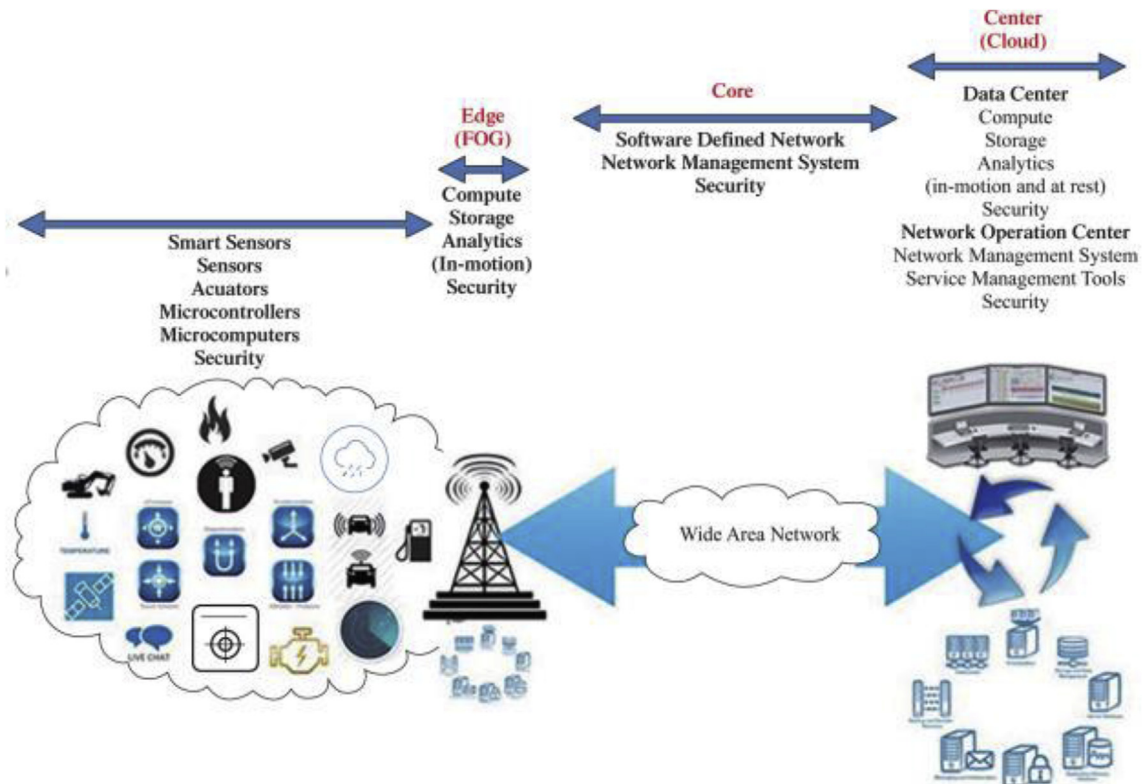 Center
(Cloud)
Core
Data Center
Compute
Storage
Analytics
(in-motion and at rest)
Security
Network Operation Center
Network Management System
Service Management Tools
Security
Edge
(FOG)
Software Defined Network
Network Management System
Security
Compute
Storage
Analytics
(In-motion)
Security
Smart Sensors
Sensors
Acuators
Microcontrollers
Microcomputers
Security
TEMPERATURE
LIVE CHAT
Wide Area Network